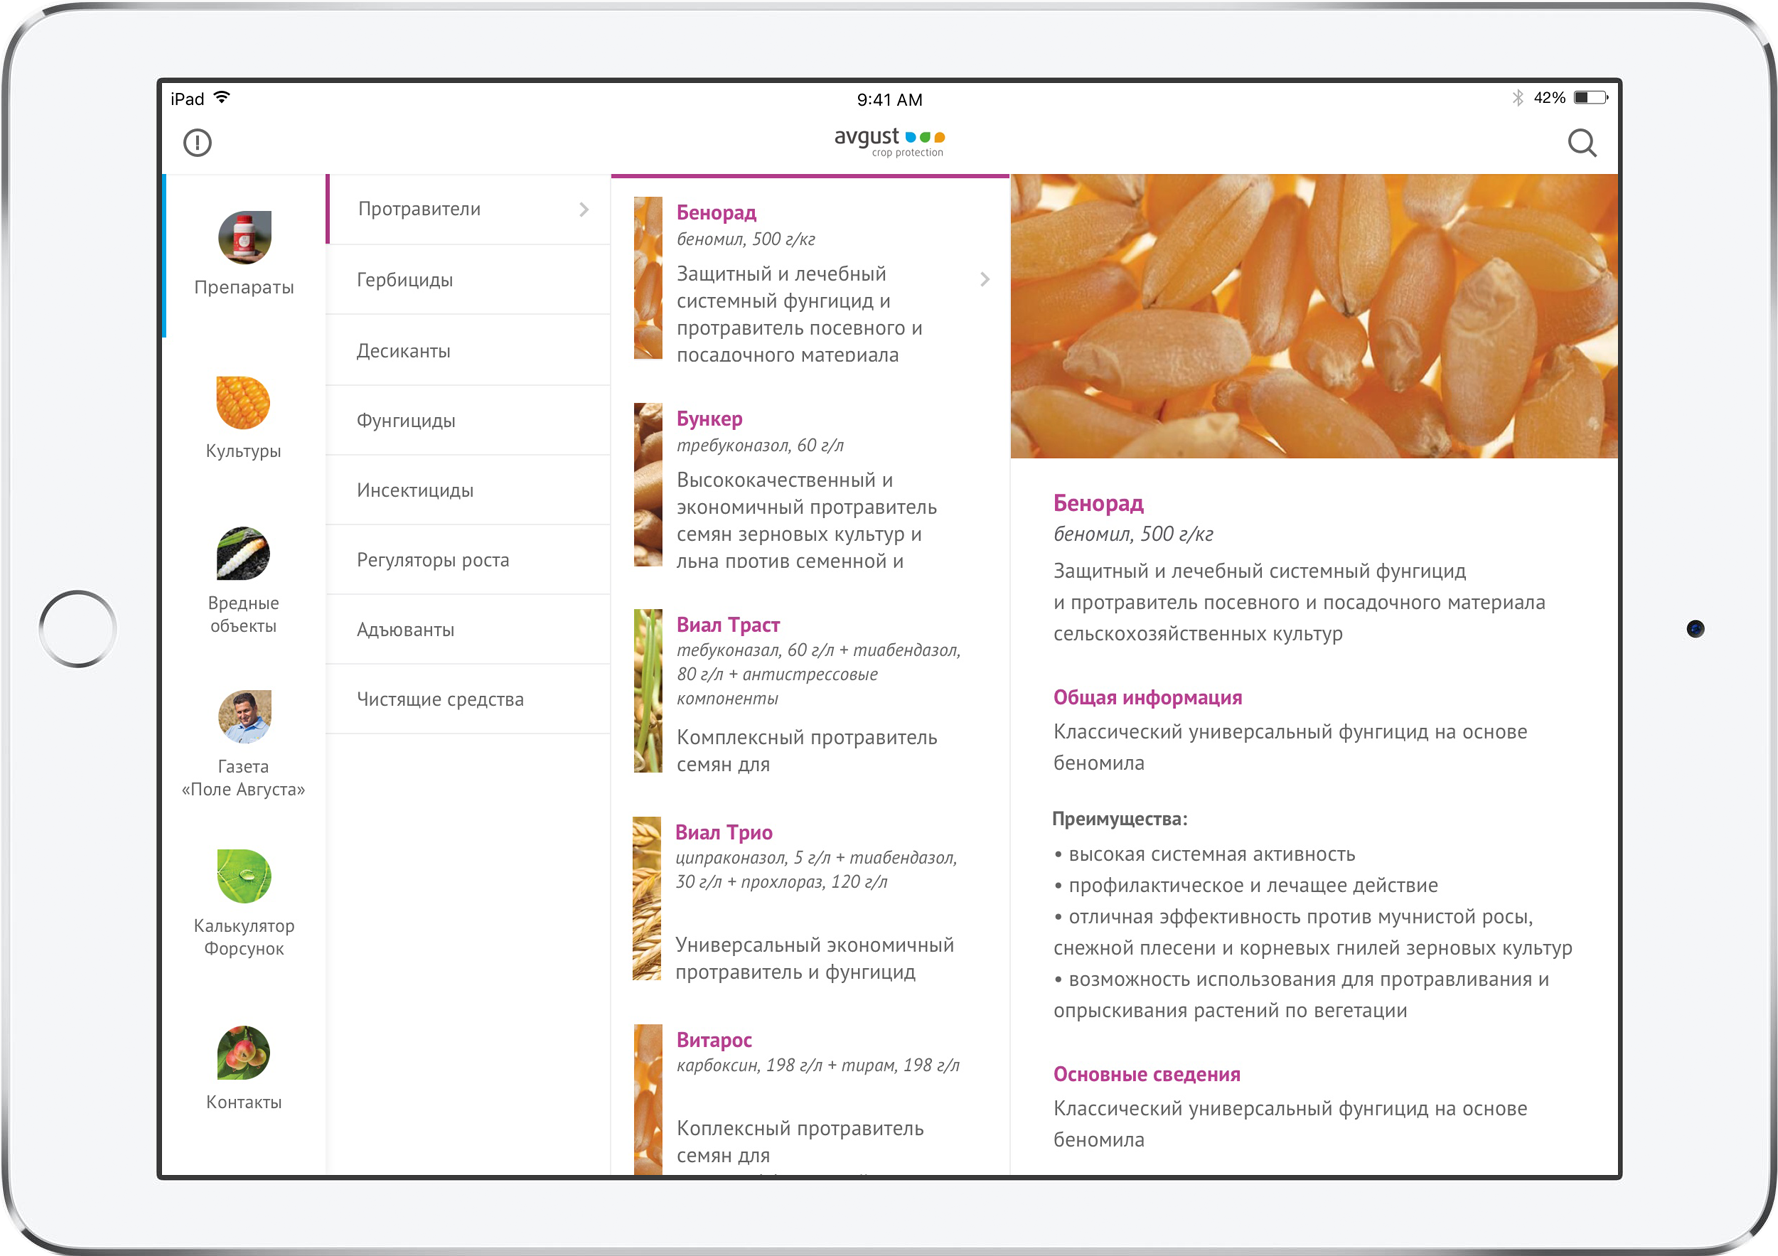 iPad
9:41 AM
42%
avgust
crop protection
Препараты
Культуры
Вредные
объекты
Газета
«Поле Августа»
Калькулятор
Форсунок
Контакты
Протравители
Гербициды
Десиканты
Фунгициды
Инсектициды
Регуляторы роста
Адъюванты
Чистящие средства
Бенорад
беномил, 500 г/кг
Защитный и лечебный
системный фунгицид и
протравитель посевного и
посадочного материала
Бункер
требуконазол, 60 г/л
Высококачественный и
экономичный протравитель
семян зерновых культур и
льна против семенной и
Виал Траст
тебуконазал, 60 г/л + тиабендазол,
80 г/л + антистрессовые
компоненты
Комплексный протравитель
семян для
Виал Трио
ципраконазол, 5 г/л + тиабендазол,
30 г/л + прохлораз, 120 г/л
Универсальный экономичный
протравитель и фунгицид
Витарос
карбоксин, 198 г/л + тирам, 198 г/л
Коплексный протравитель
семян для
Бенорад
беномил, 500 г/кг
Защитный и лечебный системный фунгицид
и протравитель посевного и посадочного материала
сельскохозяйственных культур
Общая информация
Классический универсальный фунгицид на основе
беномила
Преимущества:
• высокая системная активность
• профилактическое и лечащее действие
• отличная эффективность против мучнистой росы,
снежной плесени и корневых гнилей зерновых культур
• возможность использования для протравливания и
опрыскивания растений по вегетации
Основные сведения
Классический универсальный фунгицид на основе
беномила